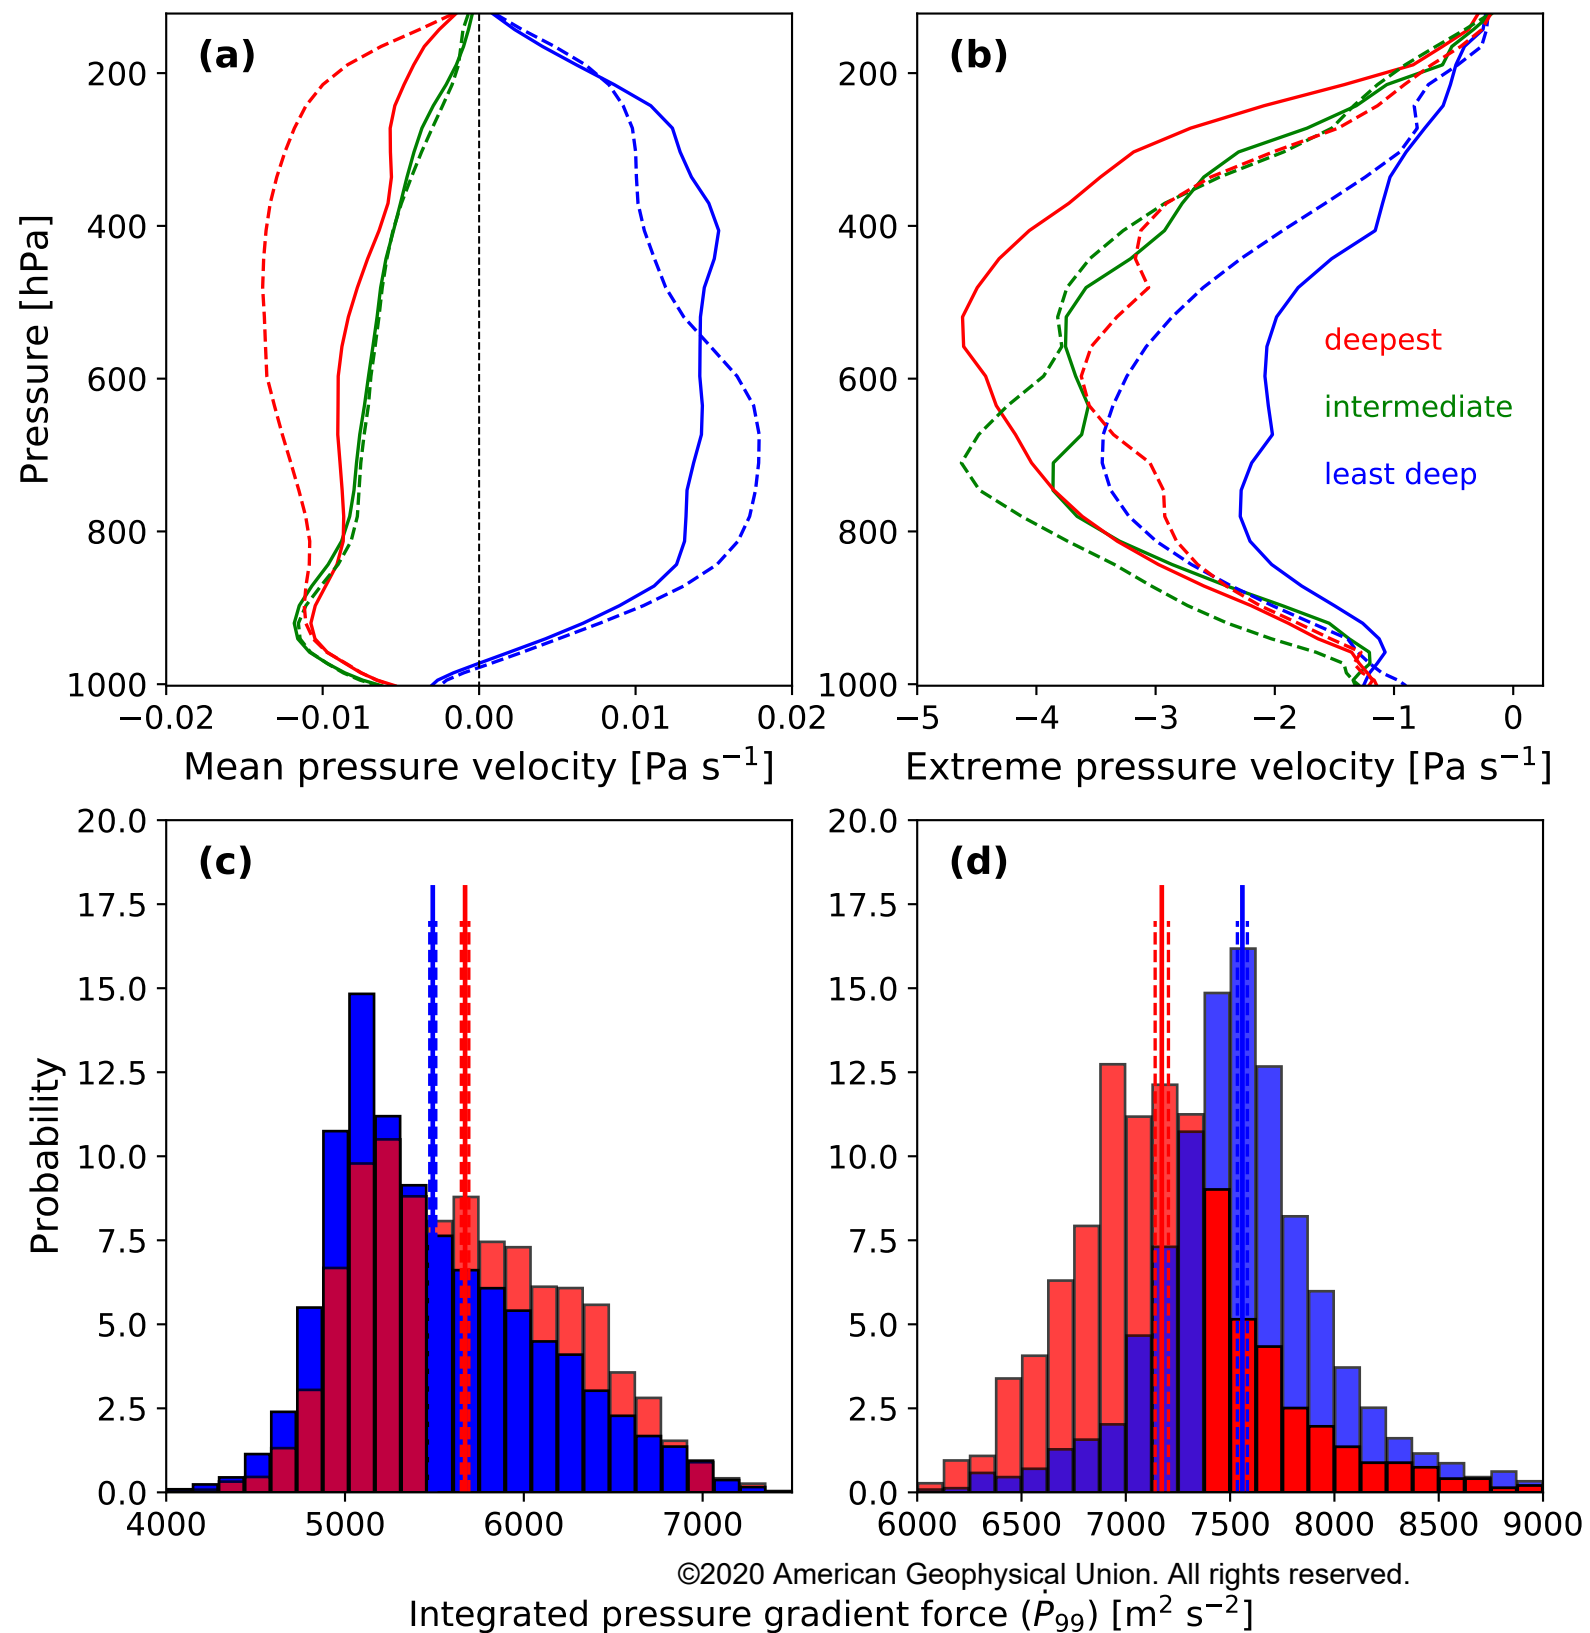 (a)
(b)
200
400
600
800
1000
Pressure [hPa]
−0.02 −0.01 0.00 0.01 0.02
Mean pressure velocity [Pa s⁻¹]
200
400
600
800
1000
deepest
intermediate
least deep
−5 −4 −3 −2 −1 0
Extreme pressure velocity [Pa s⁻¹]
(c)
(d)
20.0
17.5
15.0
12.5
10.0
7.5
5.0
2.5
0.0
Probability
4000 5000 6000 7000
20.0
17.5
15.0
12.5
10.0
7.5
5.0
2.5
0.0
6000 6500 7000 7500 8000 8500 9000
©2020 American Geophysical Union. All rights reserved.
Integrated pressure gradient force (Ṗ₉₉) [m² s⁻²]